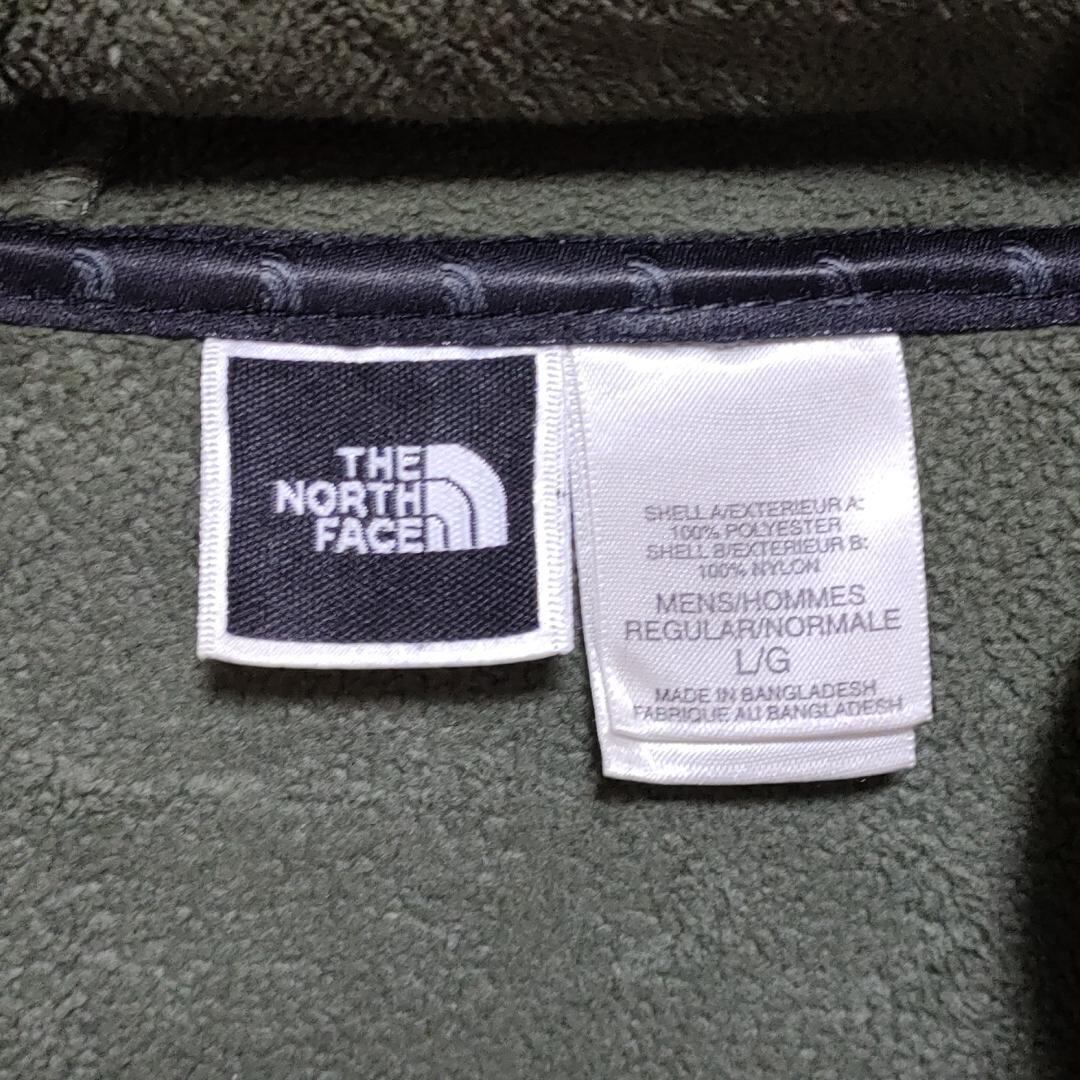 THE
NORTH
FACE
SHELL A/EXTERIEUR A:
100% POLYESTER
SHELL B/EXTERIEUR B:
100% NYLON
MENS/HOMMES
REGULAR/NORMALE
L/G
MADE IN BANGLADESH
FABRIQUE AU BANGLADESH